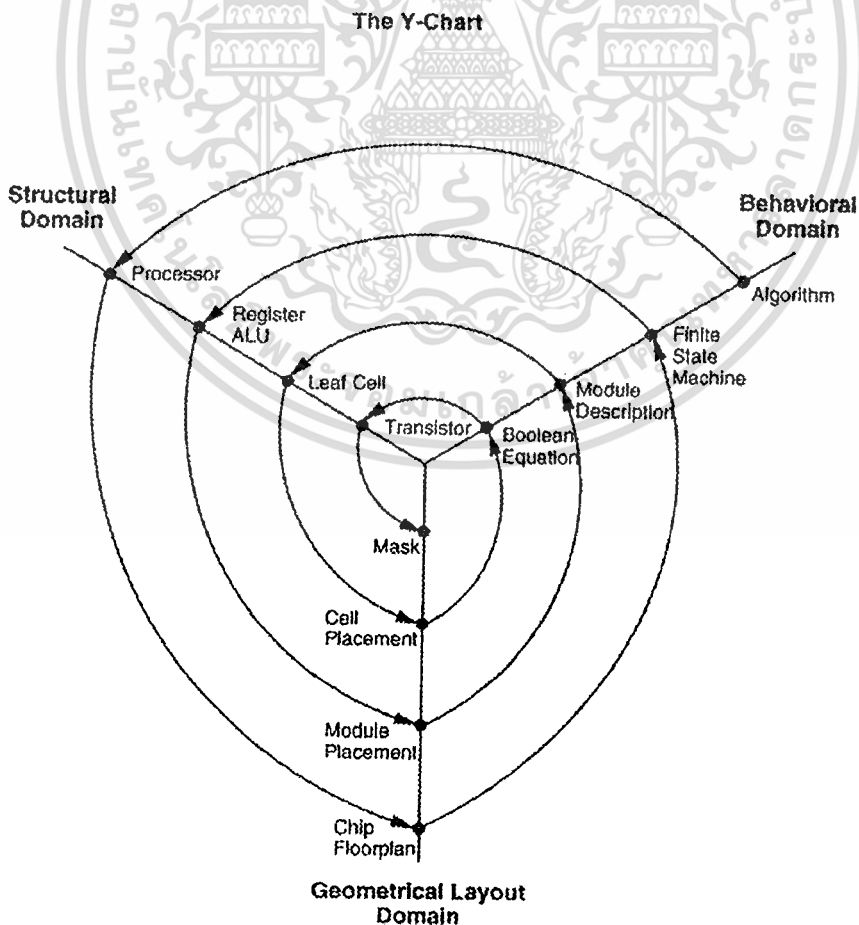 The Y-Chart
Structural
Domain
Behavioral
Domain
Processor
Algorithm
Register
ALU
Finite
State
Machine
Leaf Cell
Module
Description
Transistor
Boolean
Equation
Mask
Cell
Placement
Module
Placement
Chip
Floorplan
Geometrical Layout
Domain